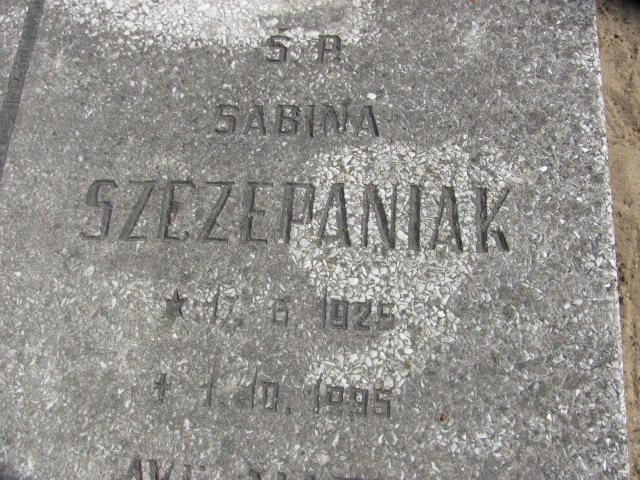 Ś. P.
SABINA
SZCZEPANIAK
★ 17. 6 1925
✝ 1. 10. 1995